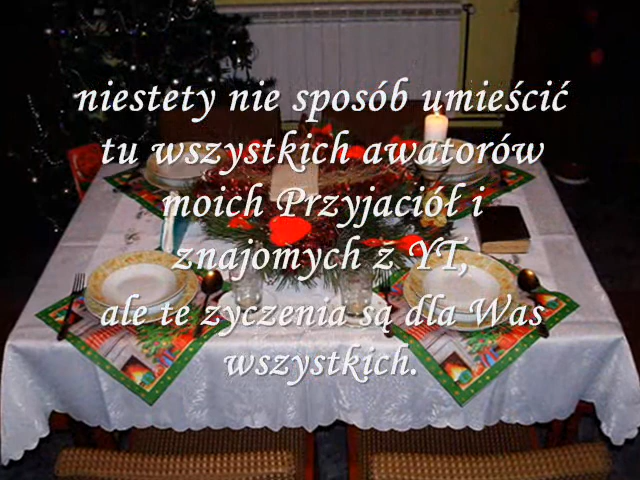 niestety nie sposób umieścić
tu wszystkich awatorów
moich Przyjaciół i
znajomych z YT,
ale te zyczenia są dla Was
wszystkich.